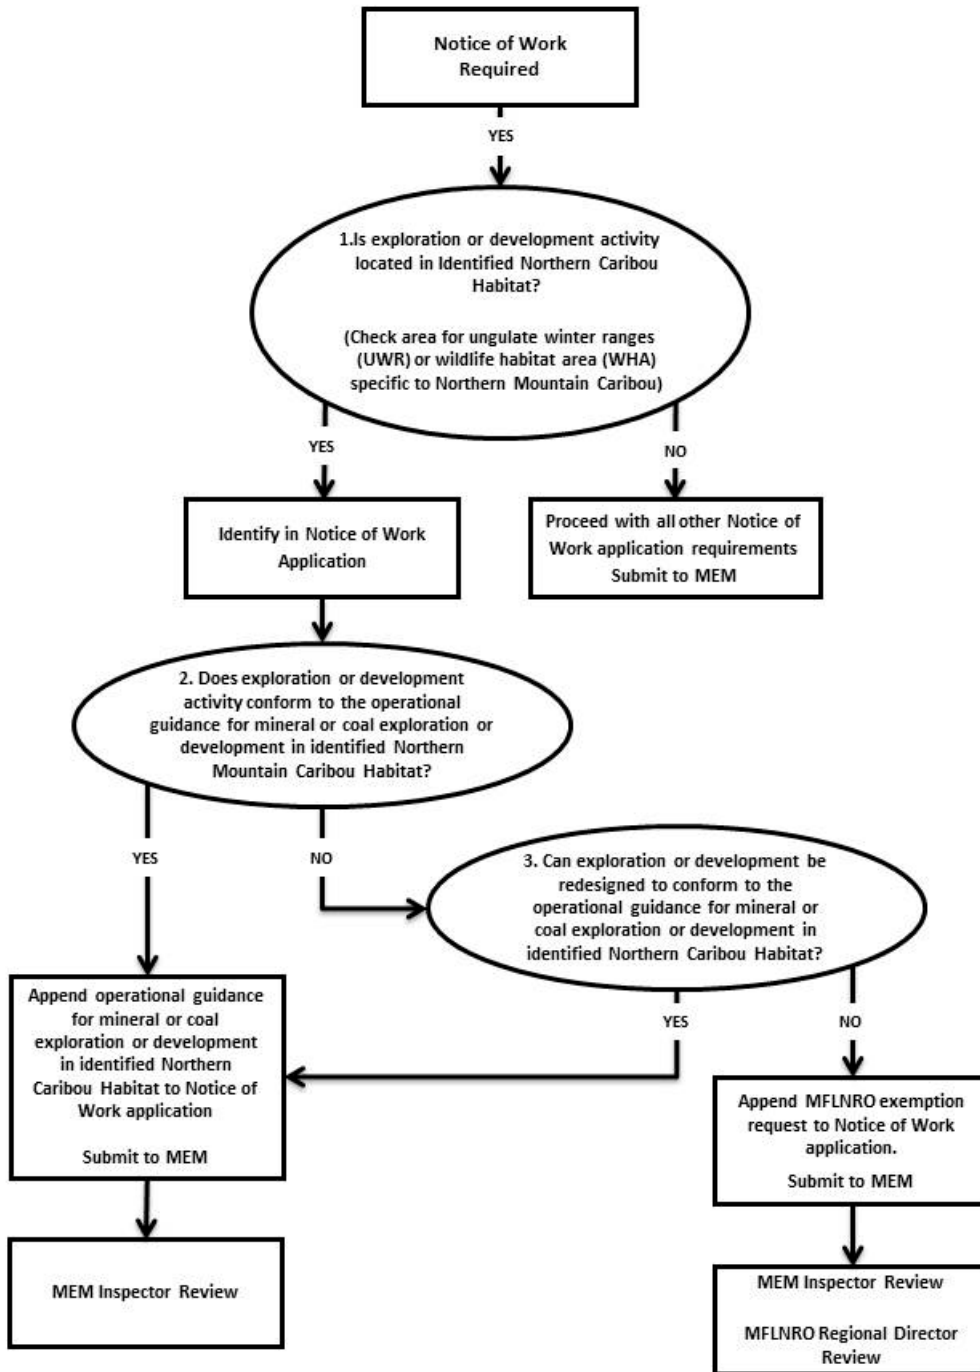 Notice of Work
Required
YES
1.Is exploration or development activity
located in Identified Northern Caribou
Habitat?
(Check area for ungulate winter ranges
(UWR) or wildlife habitat area (WHA)
specific to Northern Mountain Caribou)
YES
NO
Identify in Notice of Work
Application
Proceed with all other Notice of
Work application requirements
Submit to MEM
2. Does exploration or development
activity conform to the operational
guidance for mineral or coal exploration or
development in identified Northern
Mountain Caribou Habitat?
YES
NO
3. Can exploration or development be
redesigned to conform to the
operational guidance for mineral or
coal exploration or development in
identified Northern Caribou Habitat?
YES
NO
Append operational guidance
for mineral or coal
exploration or development
in identified Northern
Caribou Habitat to Notice of
Work application
Submit to MEM
Append MFLNRO exemption
request to Notice of Work
application.
Submit to MEM
MEM Inspector Review
MEM Inspector Review
MFLNRO Regional Director
Review